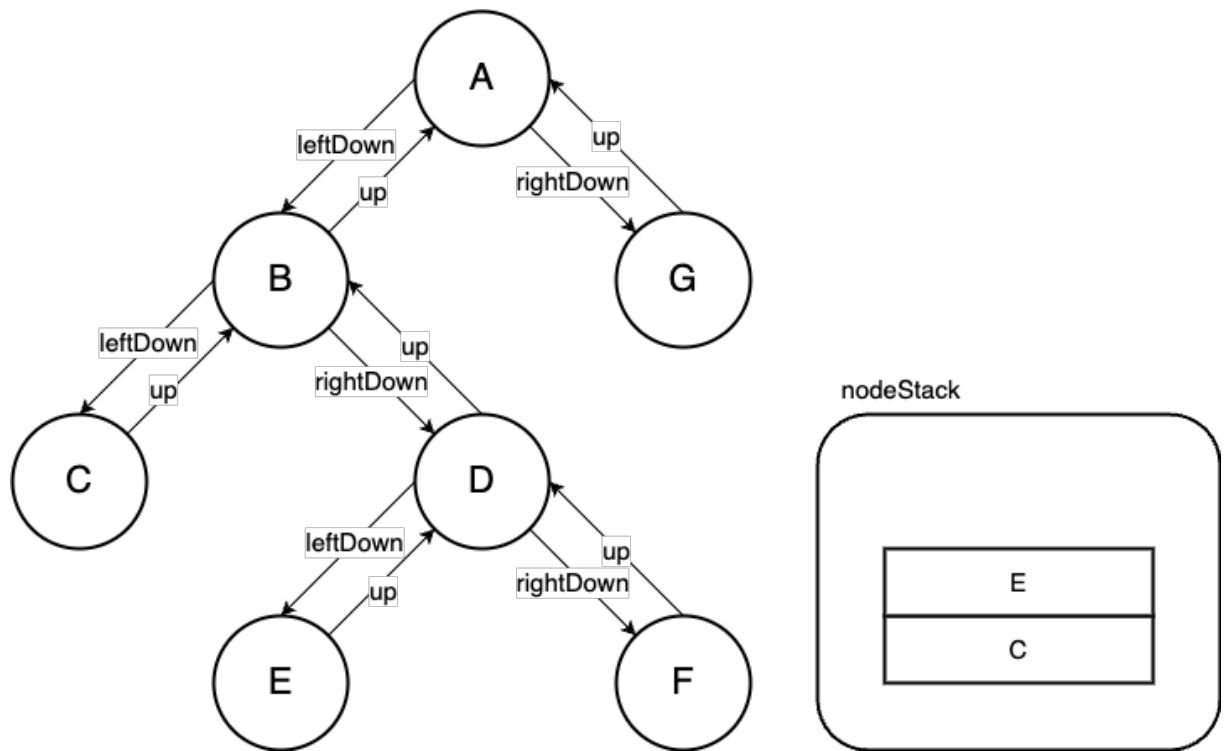 A
leftDown
up
up
rightDown
B
G
leftDown
up
up
rightDown
nodeStack
C
D
leftDown
up
up
rightDown
E
C
E
F